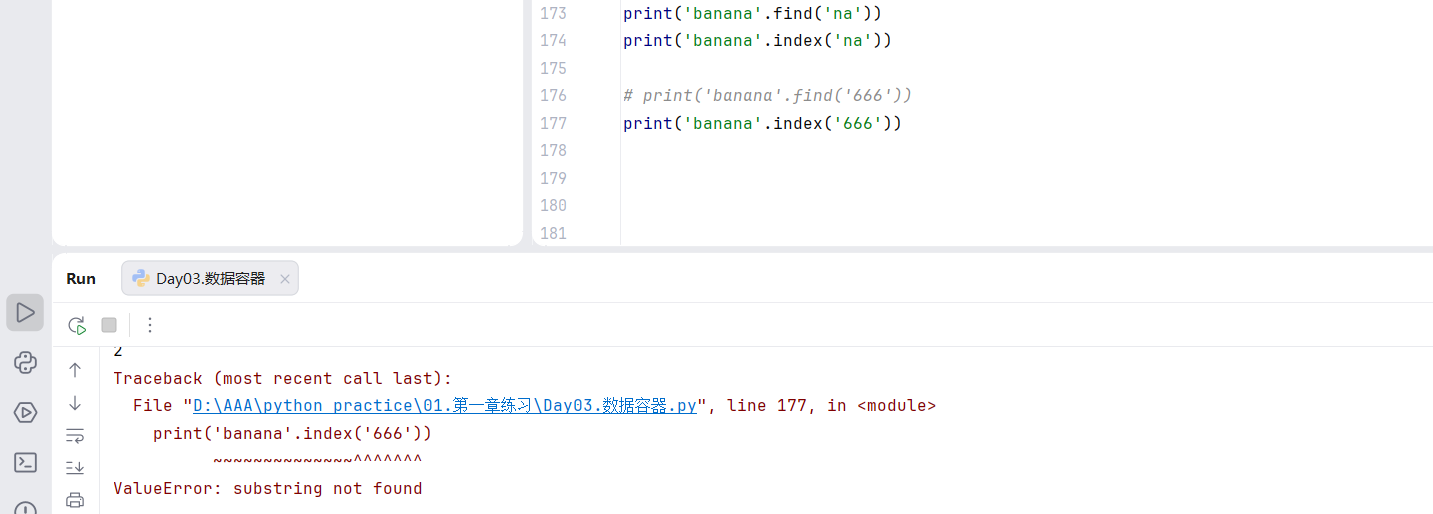 173 print('banana'.find('na'))
174 print('banana'.index('na'))
175
176 # print('banana'.find('666'))
177 print('banana'.index('666'))
178
179
180
181
Run Day03.数据容器
2
Traceback (most recent call last):
File "D:\AAA\python practice\01.第一章练习\Day03.数据容器.py", line 177, in <module>
print('banana'.index('666'))
~~~~~~~~~~~~~~^^^^^^^
ValueError: substring not found